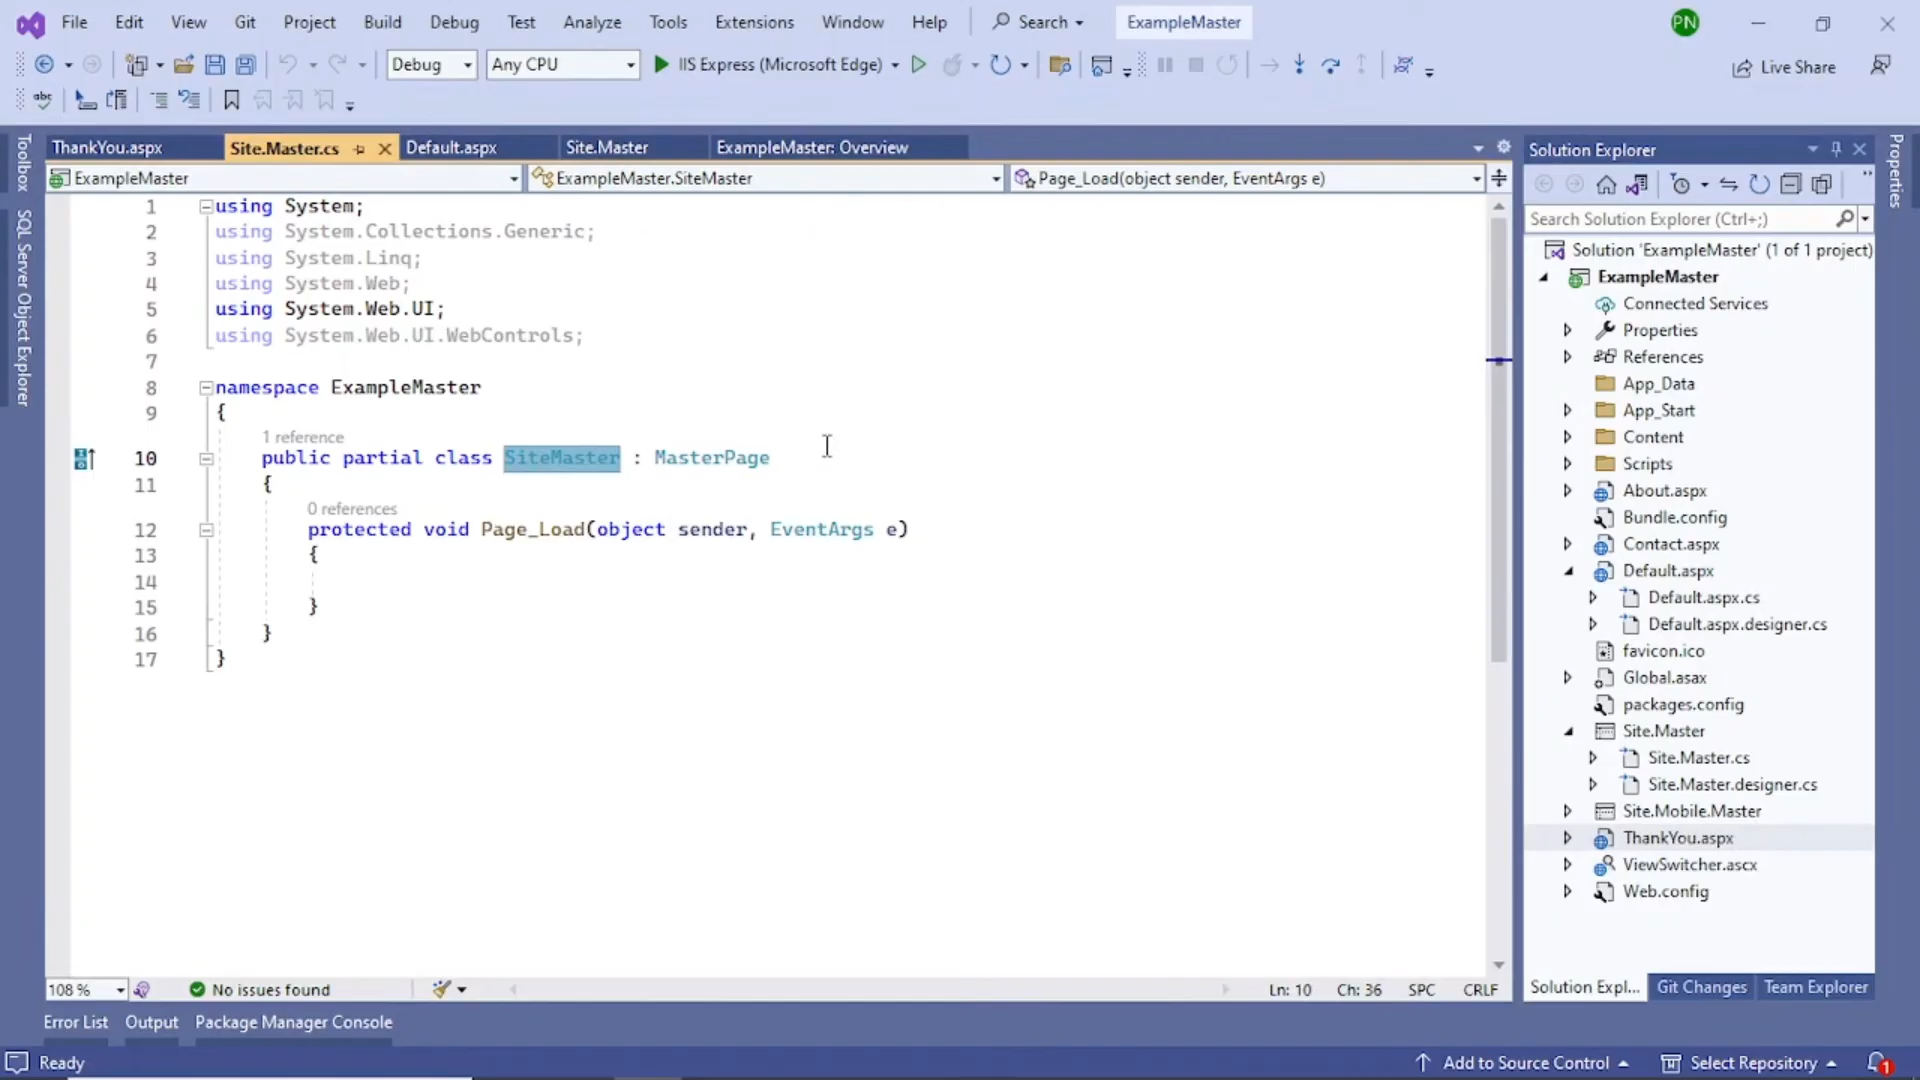 File Edit View Git Project Build Debug Test Analyze Tools Extensions Window Help Search ExampleMaster PN
Debug Any CPU IIS Express (Microsoft Edge) Live Share
abc
Toolbox
SQL Server Object Explorer
ThankYou.aspx Site.Master.cs Default.aspx Site.Master ExampleMaster: Overview
ExampleMaster ExampleMaster.SiteMaster Page_Load(object sender, EventArgs e)
1 using System;
2 using System.Collections.Generic;
3 using System.Linq;
4 using System.Web;
5 using System.Web.UI;
6 using System.Web.UI.WebControls;
7
8 namespace ExampleMaster
9 {
1 reference
10 public partial class SiteMaster : MasterPage
11 {
0 references
12 protected void Page_Load(object sender, EventArgs e)
13 {
14
15 }
16 }
17 }
108 % No issues found Ln: 10 Ch: 36 SPC CRLF
Solution Explorer
Search Solution Explorer (Ctrl+;)
Solution 'ExampleMaster' (1 of 1 project)
ExampleMaster
Connected Services
Properties
References
App_Data
App_Start
Content
Scripts
About.aspx
Bundle.config
Contact.aspx
Default.aspx
Default.aspx.cs
Default.aspx.designer.cs
favicon.ico
Global.asax
packages.config
Site.Master
Site.Master.cs
Site.Master.designer.cs
Site.Mobile.Master
ThankYou.aspx
ViewSwitcher.ascx
Web.config
Solution Expl... Git Changes Team Explorer
Properties
Error List Output Package Manager Console
Ready Add to Source Control Select Repository 1